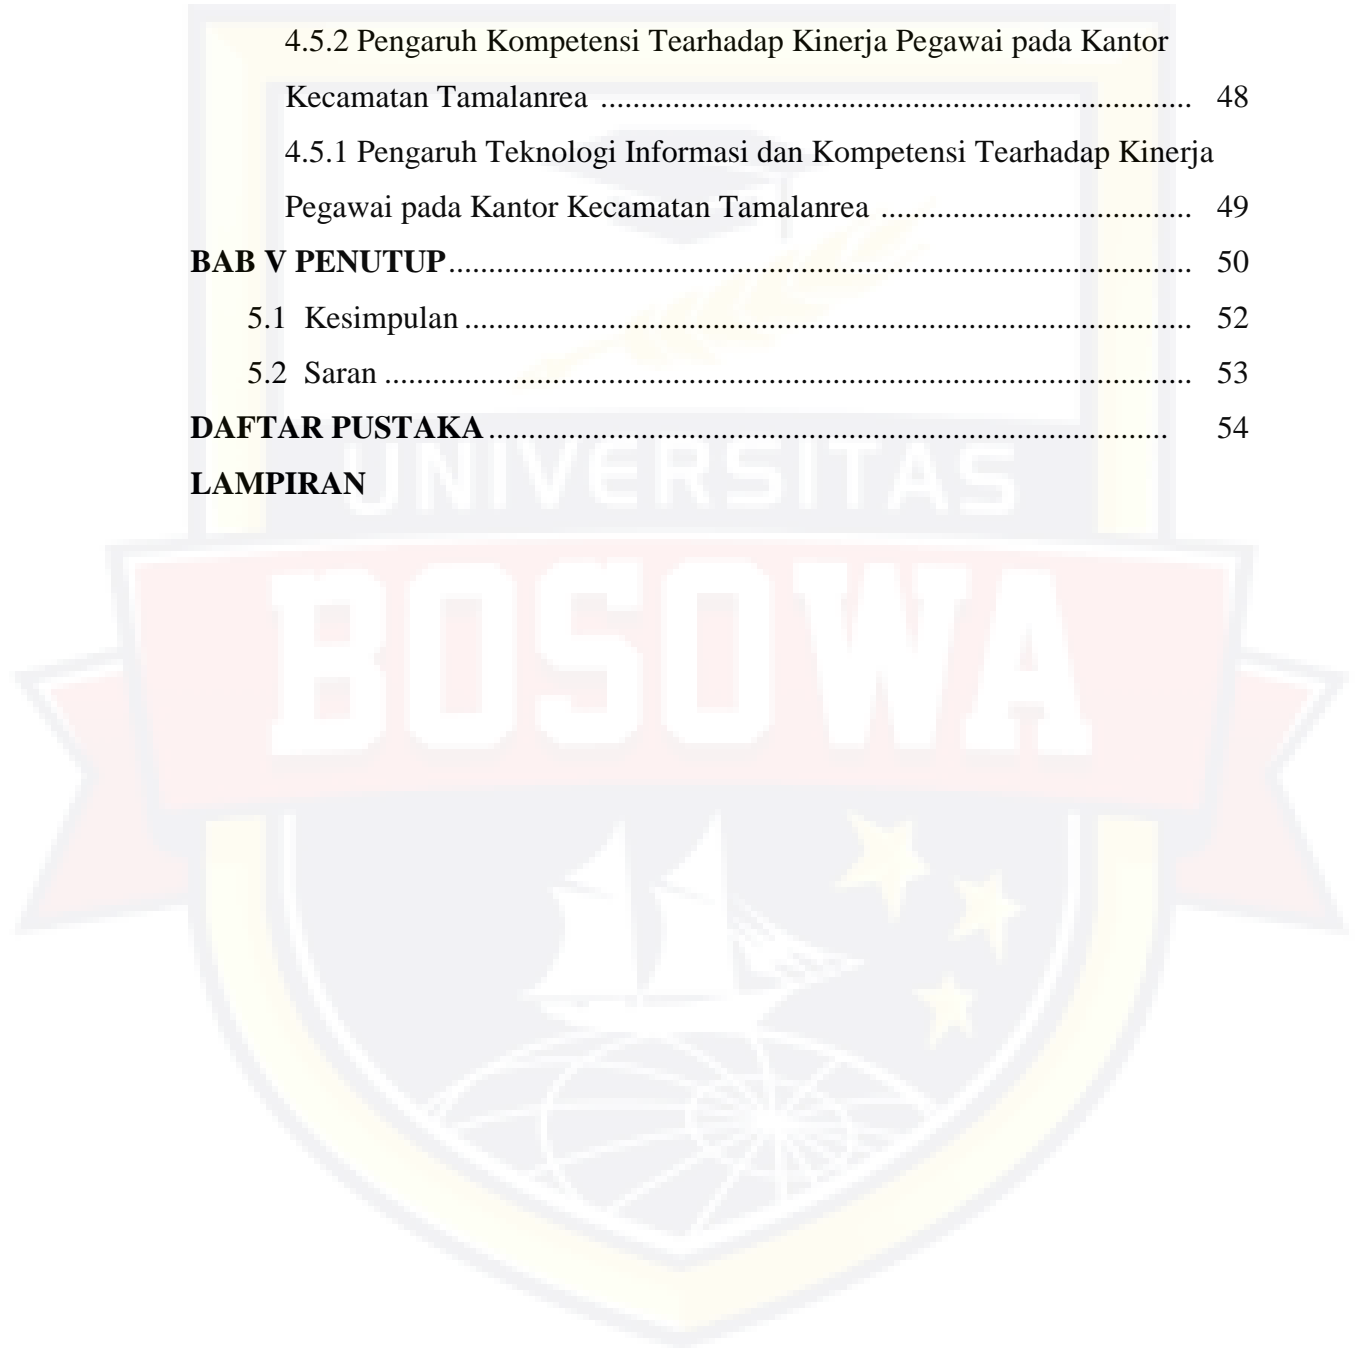 4.5.2 Pengaruh Kompetensi Tearhadap Kinerja Pegawai pada Kantor
Kecamatan Tamalanrea ........................................................................ 48
4.5.1 Pengaruh Teknologi Informasi dan Kompetensi Tearhadap Kinerja
Pegawai pada Kantor Kecamatan Tamalanrea ...................................... 49
BAB V PENUTUP ........................................................................................... 50
5.1 Kesimpulan ......................................................................................... 52
5.2 Saran ................................................................................................... 53
DAFTAR PUSTAKA ................................................................................... 54
LAMPIRAN
UNIVERSITAS
BOSOWA